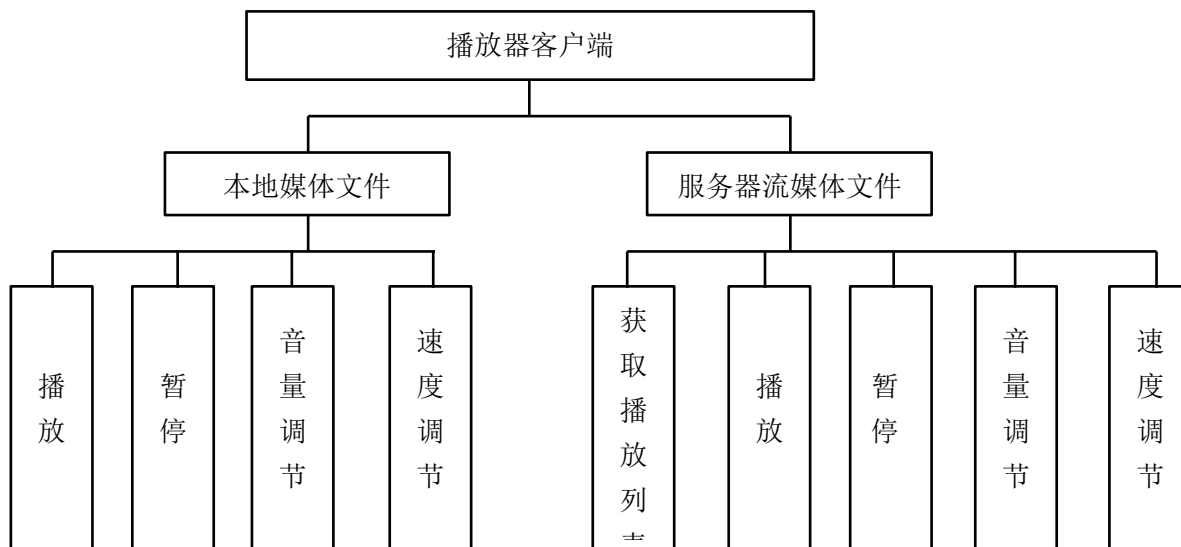 播放器客户端
本地媒体文件
服务器流媒体文件
播放
暂停
音量调节
速度调节
获取播放列
播放
暂停
音量调节
速度调节